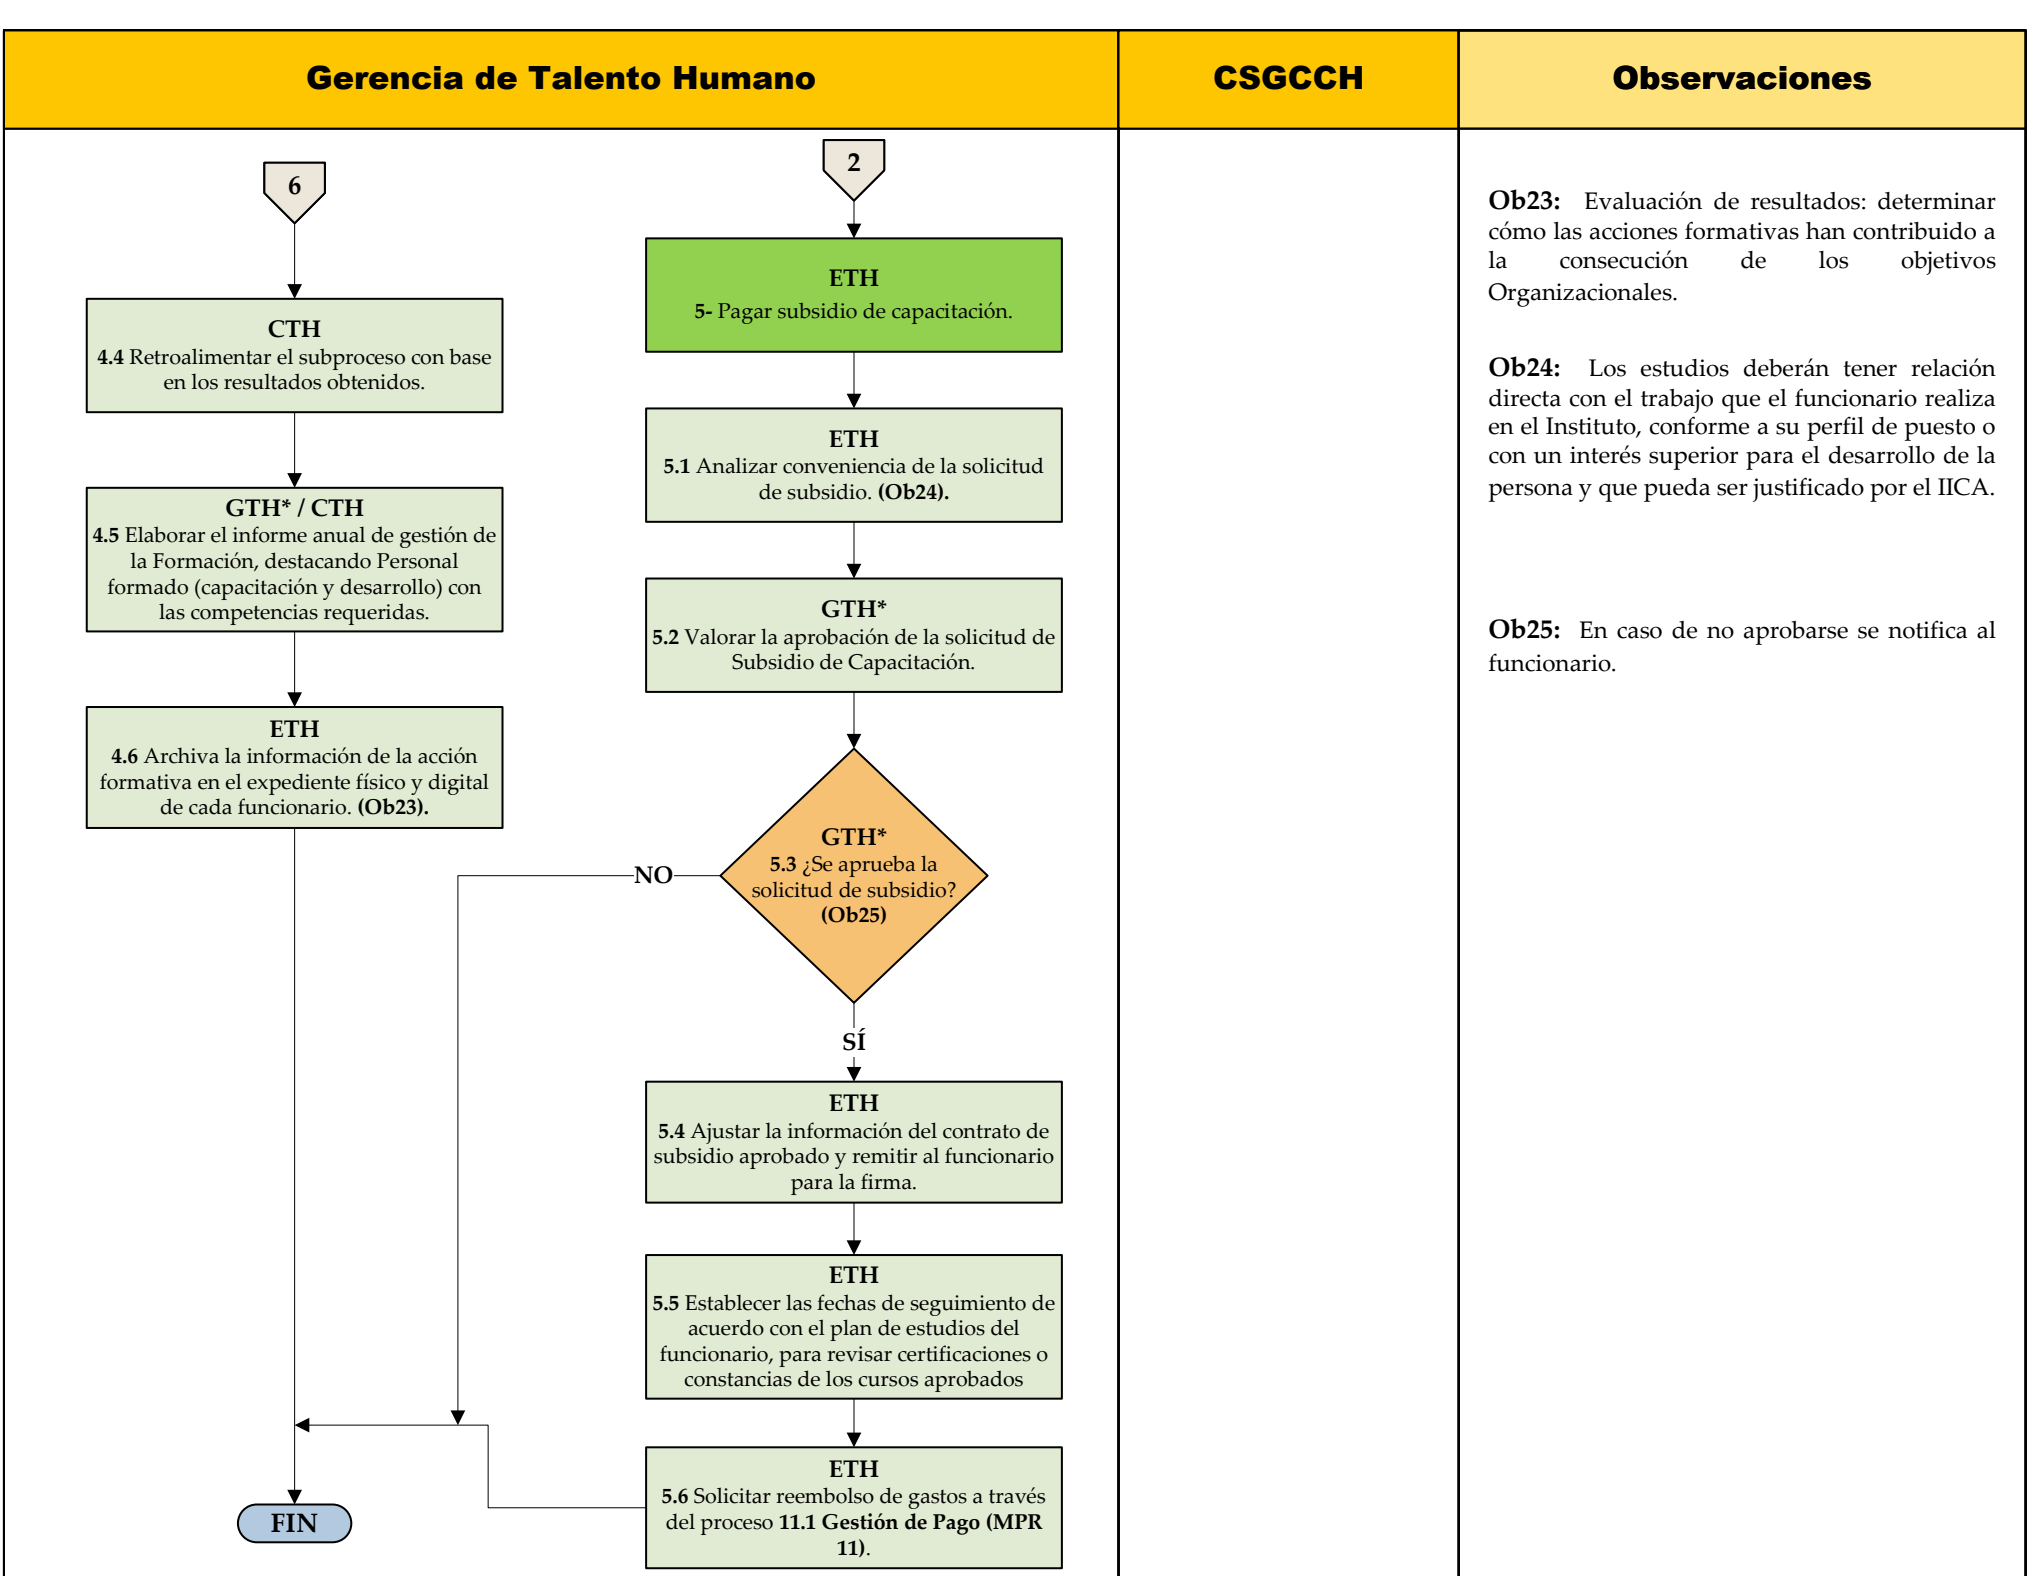 Gerencia de Talento Humano
CSGCCH
Observaciones
6
CTH
4.4 Retroalimentar el subproceso con base
en los resultados obtenidos.
GTH* / CTH
4.5 Elaborar el informe anual de gestión de
la Formación, destacando Personal
formado (capacitación y desarrollo) con
las competencias requeridas.
ETH
4.6 Archiva la información de la acción
formativa en el expediente físico y digital
de cada funcionario. (Ob23).
FIN
2
ETH
5- Pagar subsidio de capacitación.
ETH
5.1 Analizar conveniencia de la solicitud
de subsidio. (Ob24).
GTH*
5.2 Valorar la aprobación de la solicitud de
Subsidio de Capacitación.
GTH*
5.3 ¿Se aprueba la
solicitud de subsidio?
(Ob25)
NO
SÍ
ETH
5.4 Ajustar la información del contrato de
subsidio aprobado y remitir al funcionario
para la firma.
ETH
5.5 Establecer las fechas de seguimiento de
acuerdo con el plan de estudios del
funcionario, para revisar certificaciones o
constancias de los cursos aprobados
ETH
5.6 Solicitar reembolso de gastos a través
del proceso 11.1 Gestión de Pago (MPR
11).
Ob23: Evaluación de resultados: determinar
cómo las acciones formativas han contribuido a
la consecución de los objetivos
Organizacionales.
Ob24: Los estudios deberán tener relación
directa con el trabajo que el funcionario realiza
en el Instituto, conforme a su perfil de puesto o
con un interés superior para el desarrollo de la
persona y que pueda ser justificado por el IICA.
Ob25: En caso de no aprobarse se notifica al
funcionario.